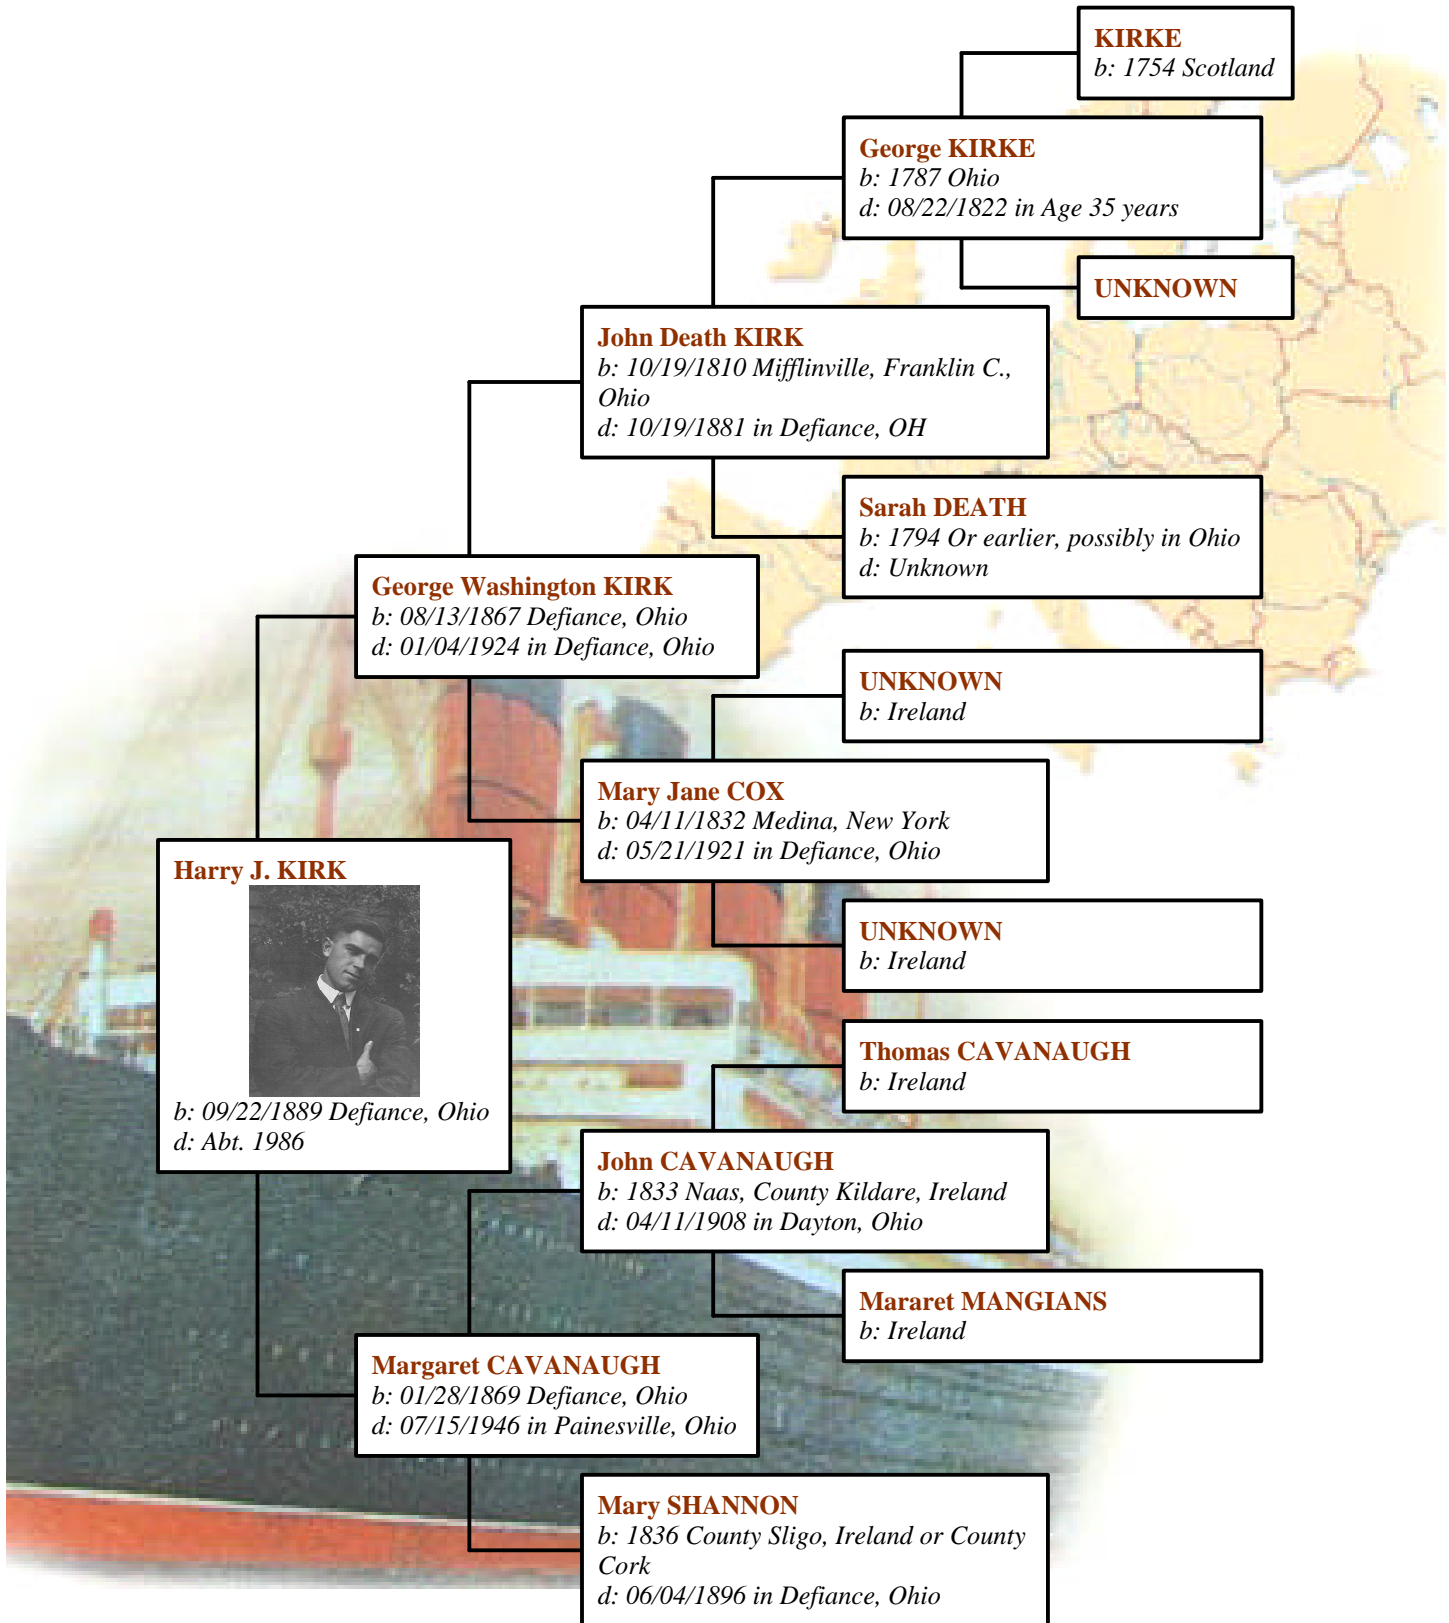 KIRKE
b: 1754 Scotland
George KIRKE
b: 1787 Ohio
d: 08/22/1822 in Age 35 years
UNKNOWN
John Death KIRK
b: 10/19/1810 Mifflinville, Franklin C.,
Ohio
d: 10/19/1881 in Defiance, OH
Sarah DEATH
b: 1794 Or earlier, possibly in Ohio
d: Unknown
George Washington KIRK
b: 08/13/1867 Defiance, Ohio
d: 01/04/1924 in Defiance, Ohio
UNKNOWN
b: Ireland
Mary Jane COX
b: 04/11/1832 Medina, New York
d: 05/21/1921 in Defiance, Ohio
Harry J. KIRK
b: 09/22/1889 Defiance, Ohio
d: Abt. 1986
UNKNOWN
b: Ireland
Thomas CAVANAUGH
b: Ireland
John CAVANAUGH
b: 1833 Naas, County Kildare, Ireland
d: 04/11/1908 in Dayton, Ohio
Mararet MANGIANS
b: Ireland
Margaret CAVANAUGH
b: 01/28/1869 Defiance, Ohio
d: 07/15/1946 in Painesville, Ohio
Mary SHANNON
b: 1836 County Sligo, Ireland or County
Cork
d: 06/04/1896 in Defiance, Ohio